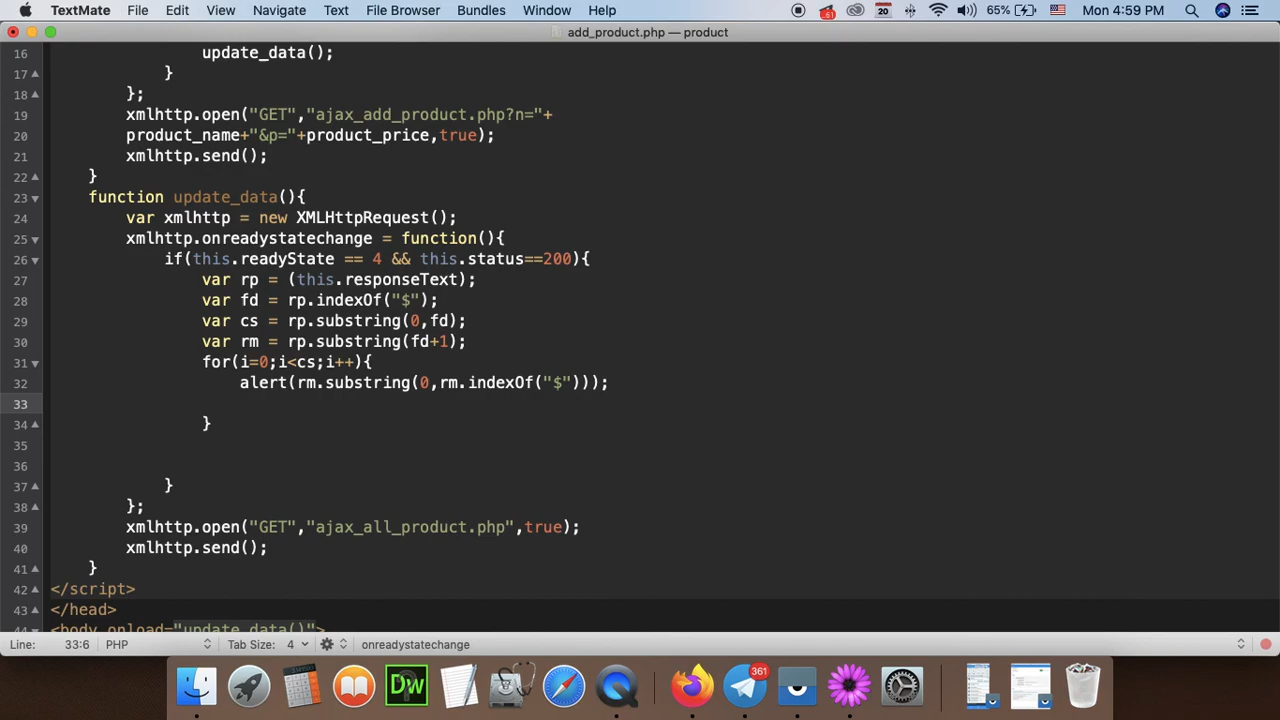 TextMate File Edit View Navigate Text File Browser Bundles Window Help 65% Mon 4:59 PM
add_product.php — product
16 update_data();
17 }
18 };
19 xmlhttp.open("GET","ajax_add_product.php?n="+
20 product_name+"&p="+product_price,true);
21 xmlhttp.send();
22 }
23 function update_data(){
24 var xmlhttp = new XMLHttpRequest();
25 xmlhttp.onreadystatechange = function(){
26 if(this.readyState == 4 && this.status==200){
27 var rp = (this.responseText);
28 var fd = rp.indexOf("$");
29 var cs = rp.substring(0,fd);
30 var rm = rp.substring(fd+1);
31 for(i=0;i<cs;i++){
32 alert(rm.substring(0,rm.indexOf("$")));
33
34 }
35
36
37 }
38 };
39 xmlhttp.open("GET","ajax_all_product.php",true);
40 xmlhttp.send();
41 }
42 </script>
43 </head>
44 <body onload="update_data()">
Line: 33:6 PHP Tab Size: 4 onreadystatechange
Dw 361